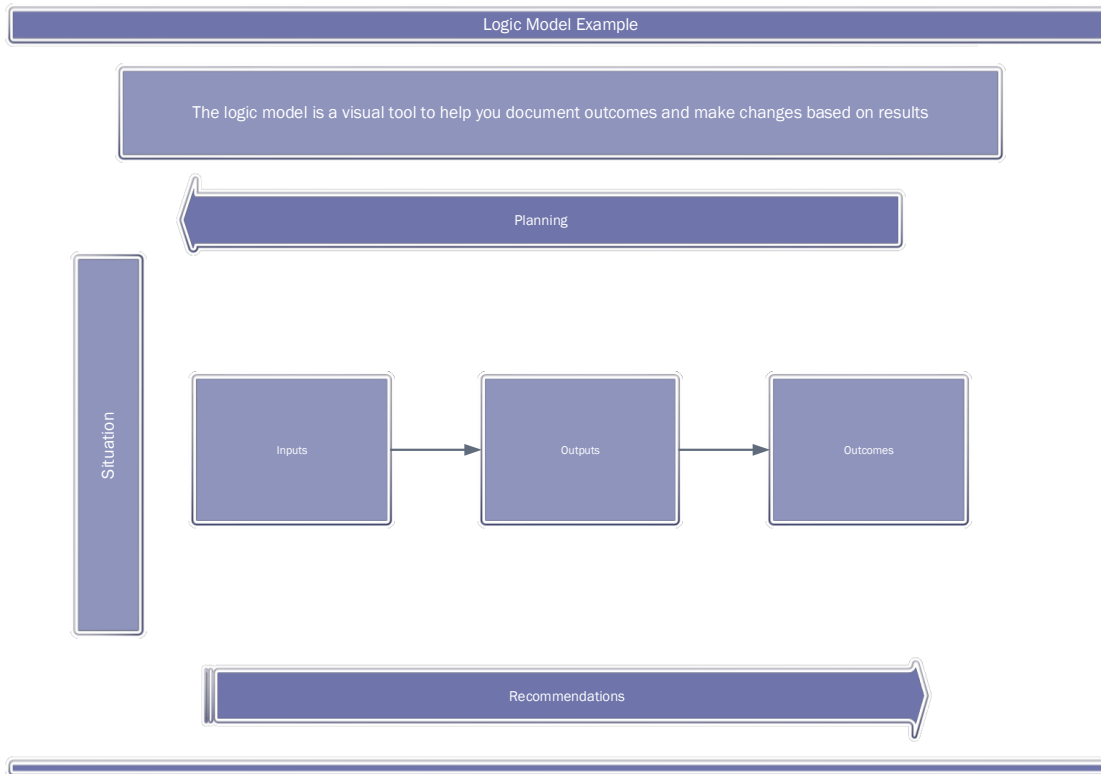 Logic Model Example
The logic model is a visual tool to help you document outcomes and make changes based on results
Planning
Situation
Inputs
Outputs
Outcomes
Recommendations